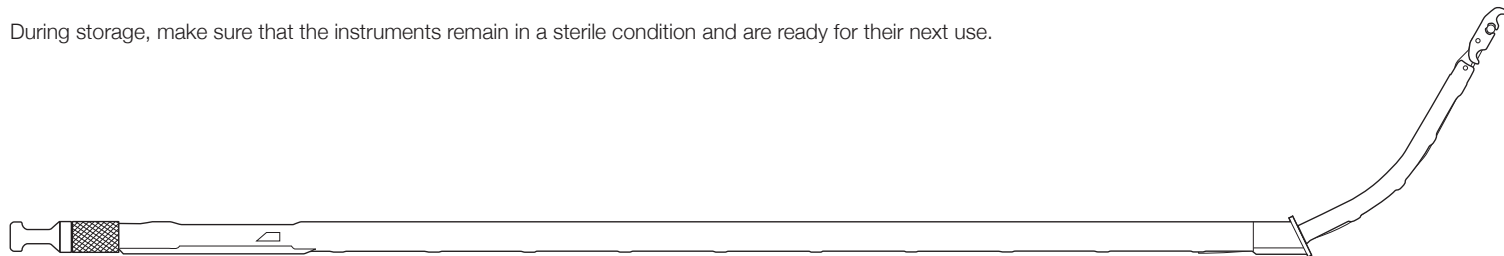 During storage, make sure that the instruments remain in a sterile condition and are ready for their next use.